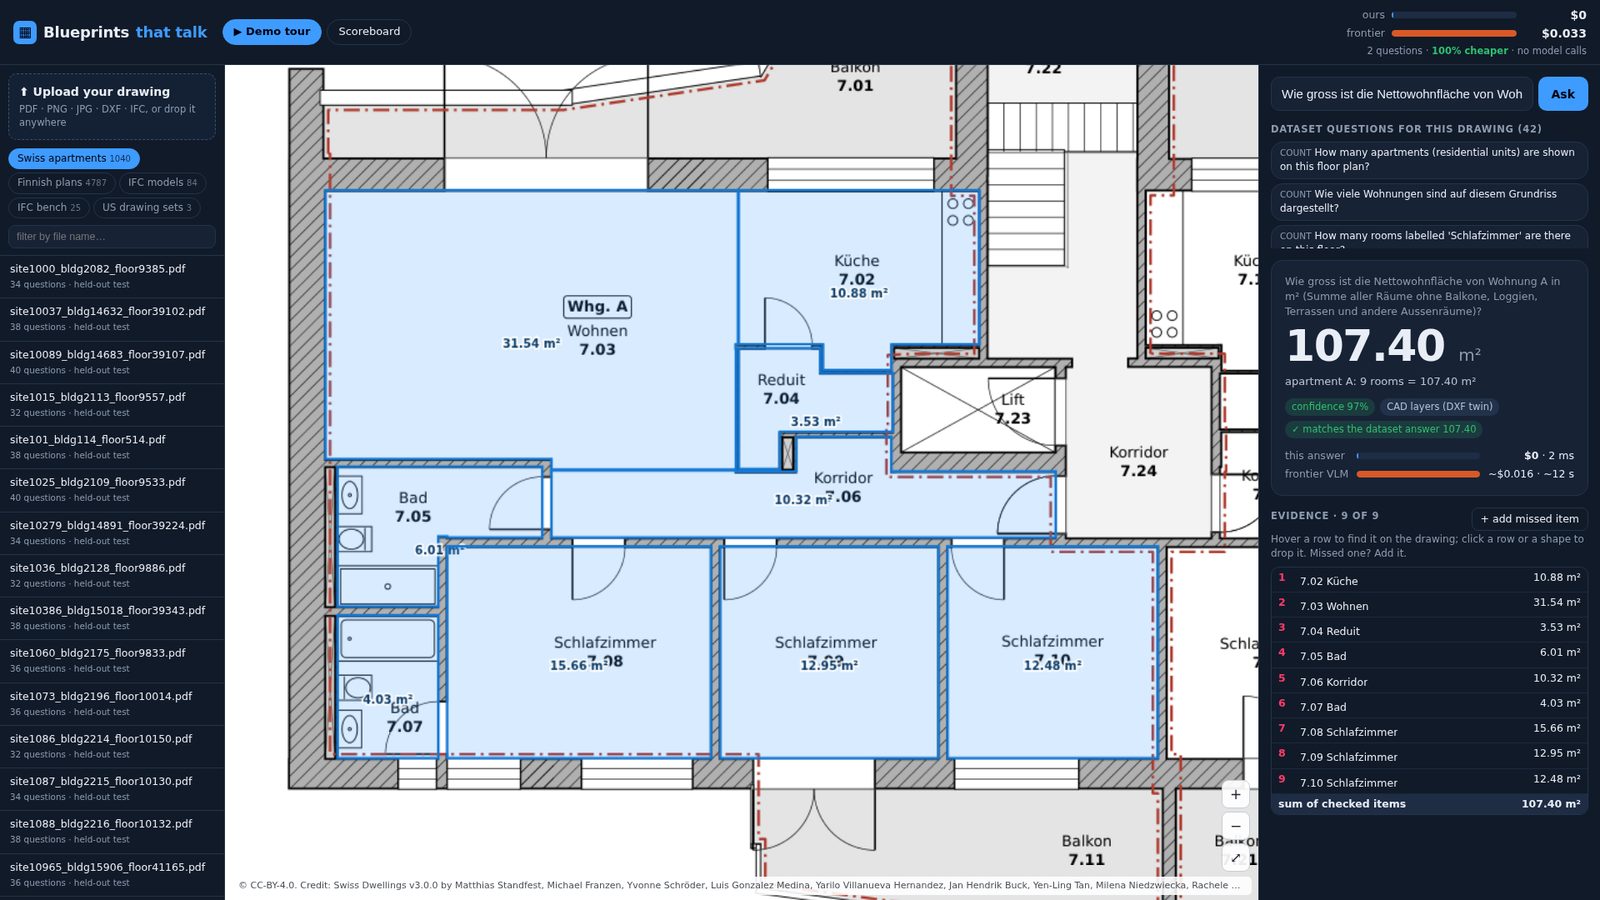 Blueprints that talk
▶ Demo tour
Scoreboard
ours $0
frontier $0.033
2 questions · 100% cheaper · no model calls
⬆ Upload your drawing
PDF · PNG · JPG · DXF · IFC, or drop it
anywhere
Swiss apartments 1040
Finnish plans 4787
IFC models 84
IFC bench 25
US drawing sets 3
filter by file name…
site1000_bldg2082_floor9385.pdf
34 questions · held-out test
site10037_bldg14632_floor39102.pdf
38 questions · held-out test
site10089_bldg14683_floor39107.pdf
40 questions · held-out test
site1015_bldg2113_floor9557.pdf
32 questions · held-out test
site101_bldg114_floor514.pdf
38 questions · held-out test
site1025_bldg2109_floor9533.pdf
40 questions · held-out test
site10279_bldg14891_floor39224.pdf
34 questions · held-out test
site1036_bldg2128_floor9886.pdf
32 questions · held-out test
site10386_bldg15018_floor39343.pdf
38 questions · held-out test
site1060_bldg2175_floor9833.pdf
36 questions · held-out test
site1073_bldg2196_floor10014.pdf
36 questions · held-out test
site1086_bldg2214_floor10150.pdf
32 questions · held-out test
site1087_bldg2215_floor10130.pdf
34 questions · held-out test
site1088_bldg2216_floor10132.pdf
38 questions · held-out test
site10965_bldg15906_floor41165.pdf
36 questions · held-out test
Balkon
7.01
7.22
Küche
7.02
10.88 m²
Whg. A
Wohnen
7.03
31.54 m²
Reduit
7.04
3.53 m²
Lift
7.23
Korridor
7.24
Korridor
7.06
10.32 m²
Bad
7.05
6.01 m²
Schlafzimmer
15.66 m²
Schlafzimmer
12.95 m²
Schlafzimmer
12.48 m²
4.03 m²
Bad
7.07
Balkon
7.11
+
−
⤢
© CC-BY-4.0. Credit: Swiss Dwellings v3.0.0 by Matthias Standfest, Michael Franzen, Yvonne Schröder, Luis Gonzalez Medina, Yarilo Villanueva Hernandez, Jan Hendrik Buck, Yen-Ling Tan, Milena Niedzwiecka, Rachele …
Wie gross ist die Nettowohnfläche von Woh
Ask
DATASET QUESTIONS FOR THIS DRAWING (42)
COUNT How many apartments (residential units) are shown
on this floor plan?
COUNT Wie viele Wohnungen sind auf diesem Grundriss
dargestellt?
COUNT How many rooms labelled 'Schlafzimmer' are there
on this floor?
Wie gross ist die Nettowohnfläche von Wohnung A in
m² (Summe aller Räume ohne Balkone, Loggien,
Terrassen und andere Aussenräume)?
107.40 m²
apartment A: 9 rooms = 107.40 m²
confidence 97%
CAD layers (DXF twin)
✓ matches the dataset answer 107.40
this answer $0 · 2 ms
frontier VLM ~$0.016 · ~12 s
EVIDENCE · 9 OF 9
+ add missed item
Hover a row to find it on the drawing; click a row or a shape to
drop it. Missed one? Add it.
1 7.02 Küche 10.88 m²
2 7.03 Wohnen 31.54 m²
3 7.04 Reduit 3.53 m²
4 7.05 Bad 6.01 m²
5 7.06 Korridor 10.32 m²
6 7.07 Bad 4.03 m²
7 7.08 Schlafzimmer 15.66 m²
8 7.09 Schlafzimmer 12.95 m²
9 7.10 Schlafzimmer 12.48 m²
sum of checked items 107.40 m²